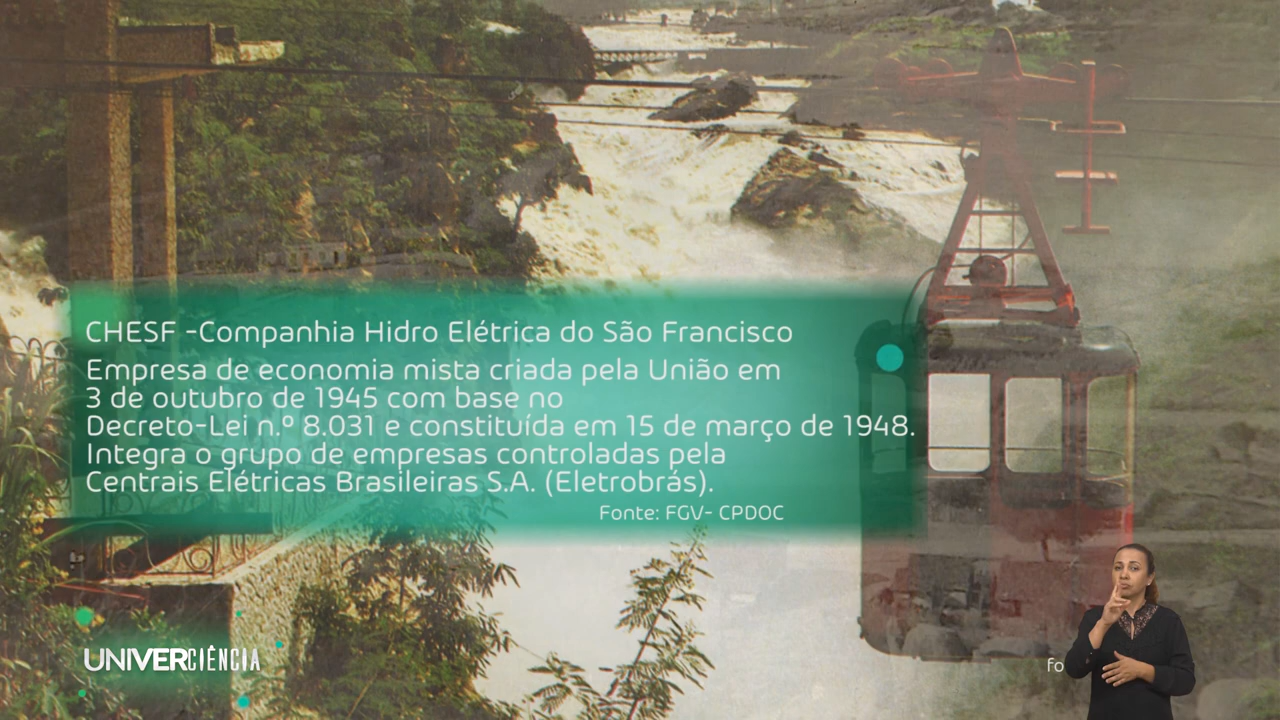 CHESF -Companhia Hidro Elétrica do São Francisco
Empresa de economia mista criada pela União em
3 de outubro de 1945 com base no
Decreto-Lei n.º 8.031 e constituída em 15 de março de 1948.
Integra o grupo de empresas controladas pela
Centrais Elétricas Brasileiras S.A. (Eletrobrás).
Fonte: FGV- CPDOC
UNIVERCIÊNCIA